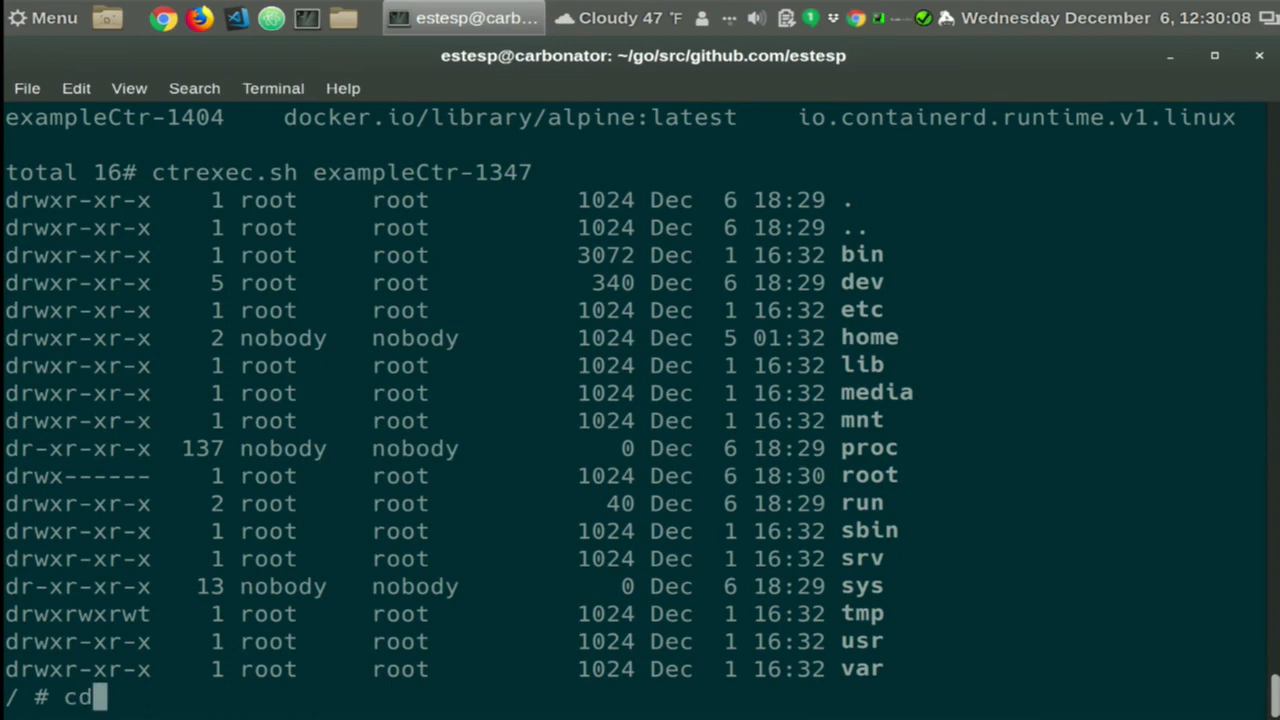 Menu estesp@carb... Cloudy 47 °F Wednesday December 6, 12:30:08
estesp@carbonator: ~/go/src/github.com/estesp
File Edit View Search Terminal Help
exampleCtr-1404 docker.io/library/alpine:latest io.containerd.runtime.v1.linux
total 16# ctrexec.sh exampleCtr-1347
drwxr-xr-x 1 root root 1024 Dec 6 18:29 .
drwxr-xr-x 1 root root 1024 Dec 6 18:29 ..
drwxr-xr-x 1 root root 3072 Dec 1 16:32 bin
drwxr-xr-x 5 root root 340 Dec 6 18:29 dev
drwxr-xr-x 1 root root 1024 Dec 1 16:32 etc
drwxr-xr-x 2 nobody nobody 1024 Dec 5 01:32 home
drwxr-xr-x 1 root root 1024 Dec 1 16:32 lib
drwxr-xr-x 1 root root 1024 Dec 1 16:32 media
drwxr-xr-x 1 root root 1024 Dec 1 16:32 mnt
dr-xr-xr-x 137 nobody nobody 0 Dec 6 18:29 proc
drwx------ 1 root root 1024 Dec 6 18:30 root
drwxr-xr-x 2 root root 40 Dec 6 18:29 run
drwxr-xr-x 1 root root 1024 Dec 1 16:32 sbin
drwxr-xr-x 1 root root 1024 Dec 1 16:32 srv
dr-xr-xr-x 13 nobody nobody 0 Dec 6 18:29 sys
drwxrwxrwt 1 root root 1024 Dec 1 16:32 tmp
drwxr-xr-x 1 root root 1024 Dec 1 16:32 usr
drwxr-xr-x 1 root root 1024 Dec 1 16:32 var
/ # cd